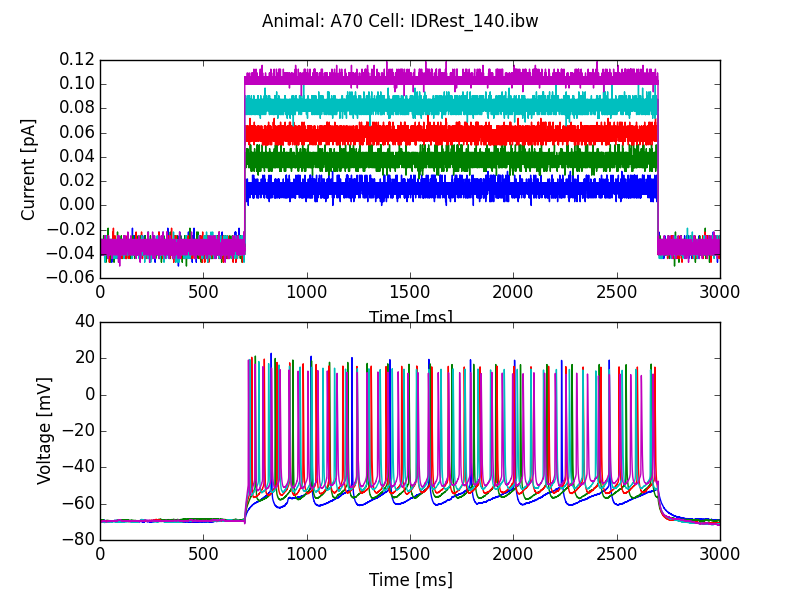 Animal: A70 Cell: IDRest_140.ibw
0.12
0.10
0.08
0.06
0.04
0.02
0.00
−0.02
−0.04
−0.06
Current [pA]
0 500 1000 1500 2000 2500 3000
Time [ms]
40
20
0
−20
−40
−60
−80
Voltage [mV]
0 500 1000 1500 2000 2500 3000
Time [ms]